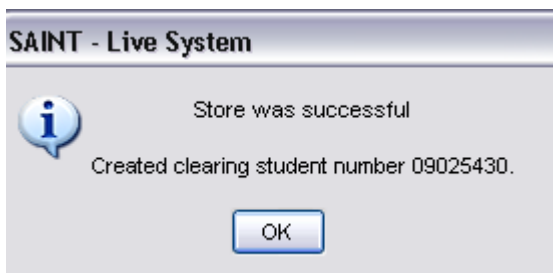 SAINT - Live System
Store was successful
Created clearing student number 09025430.
OK